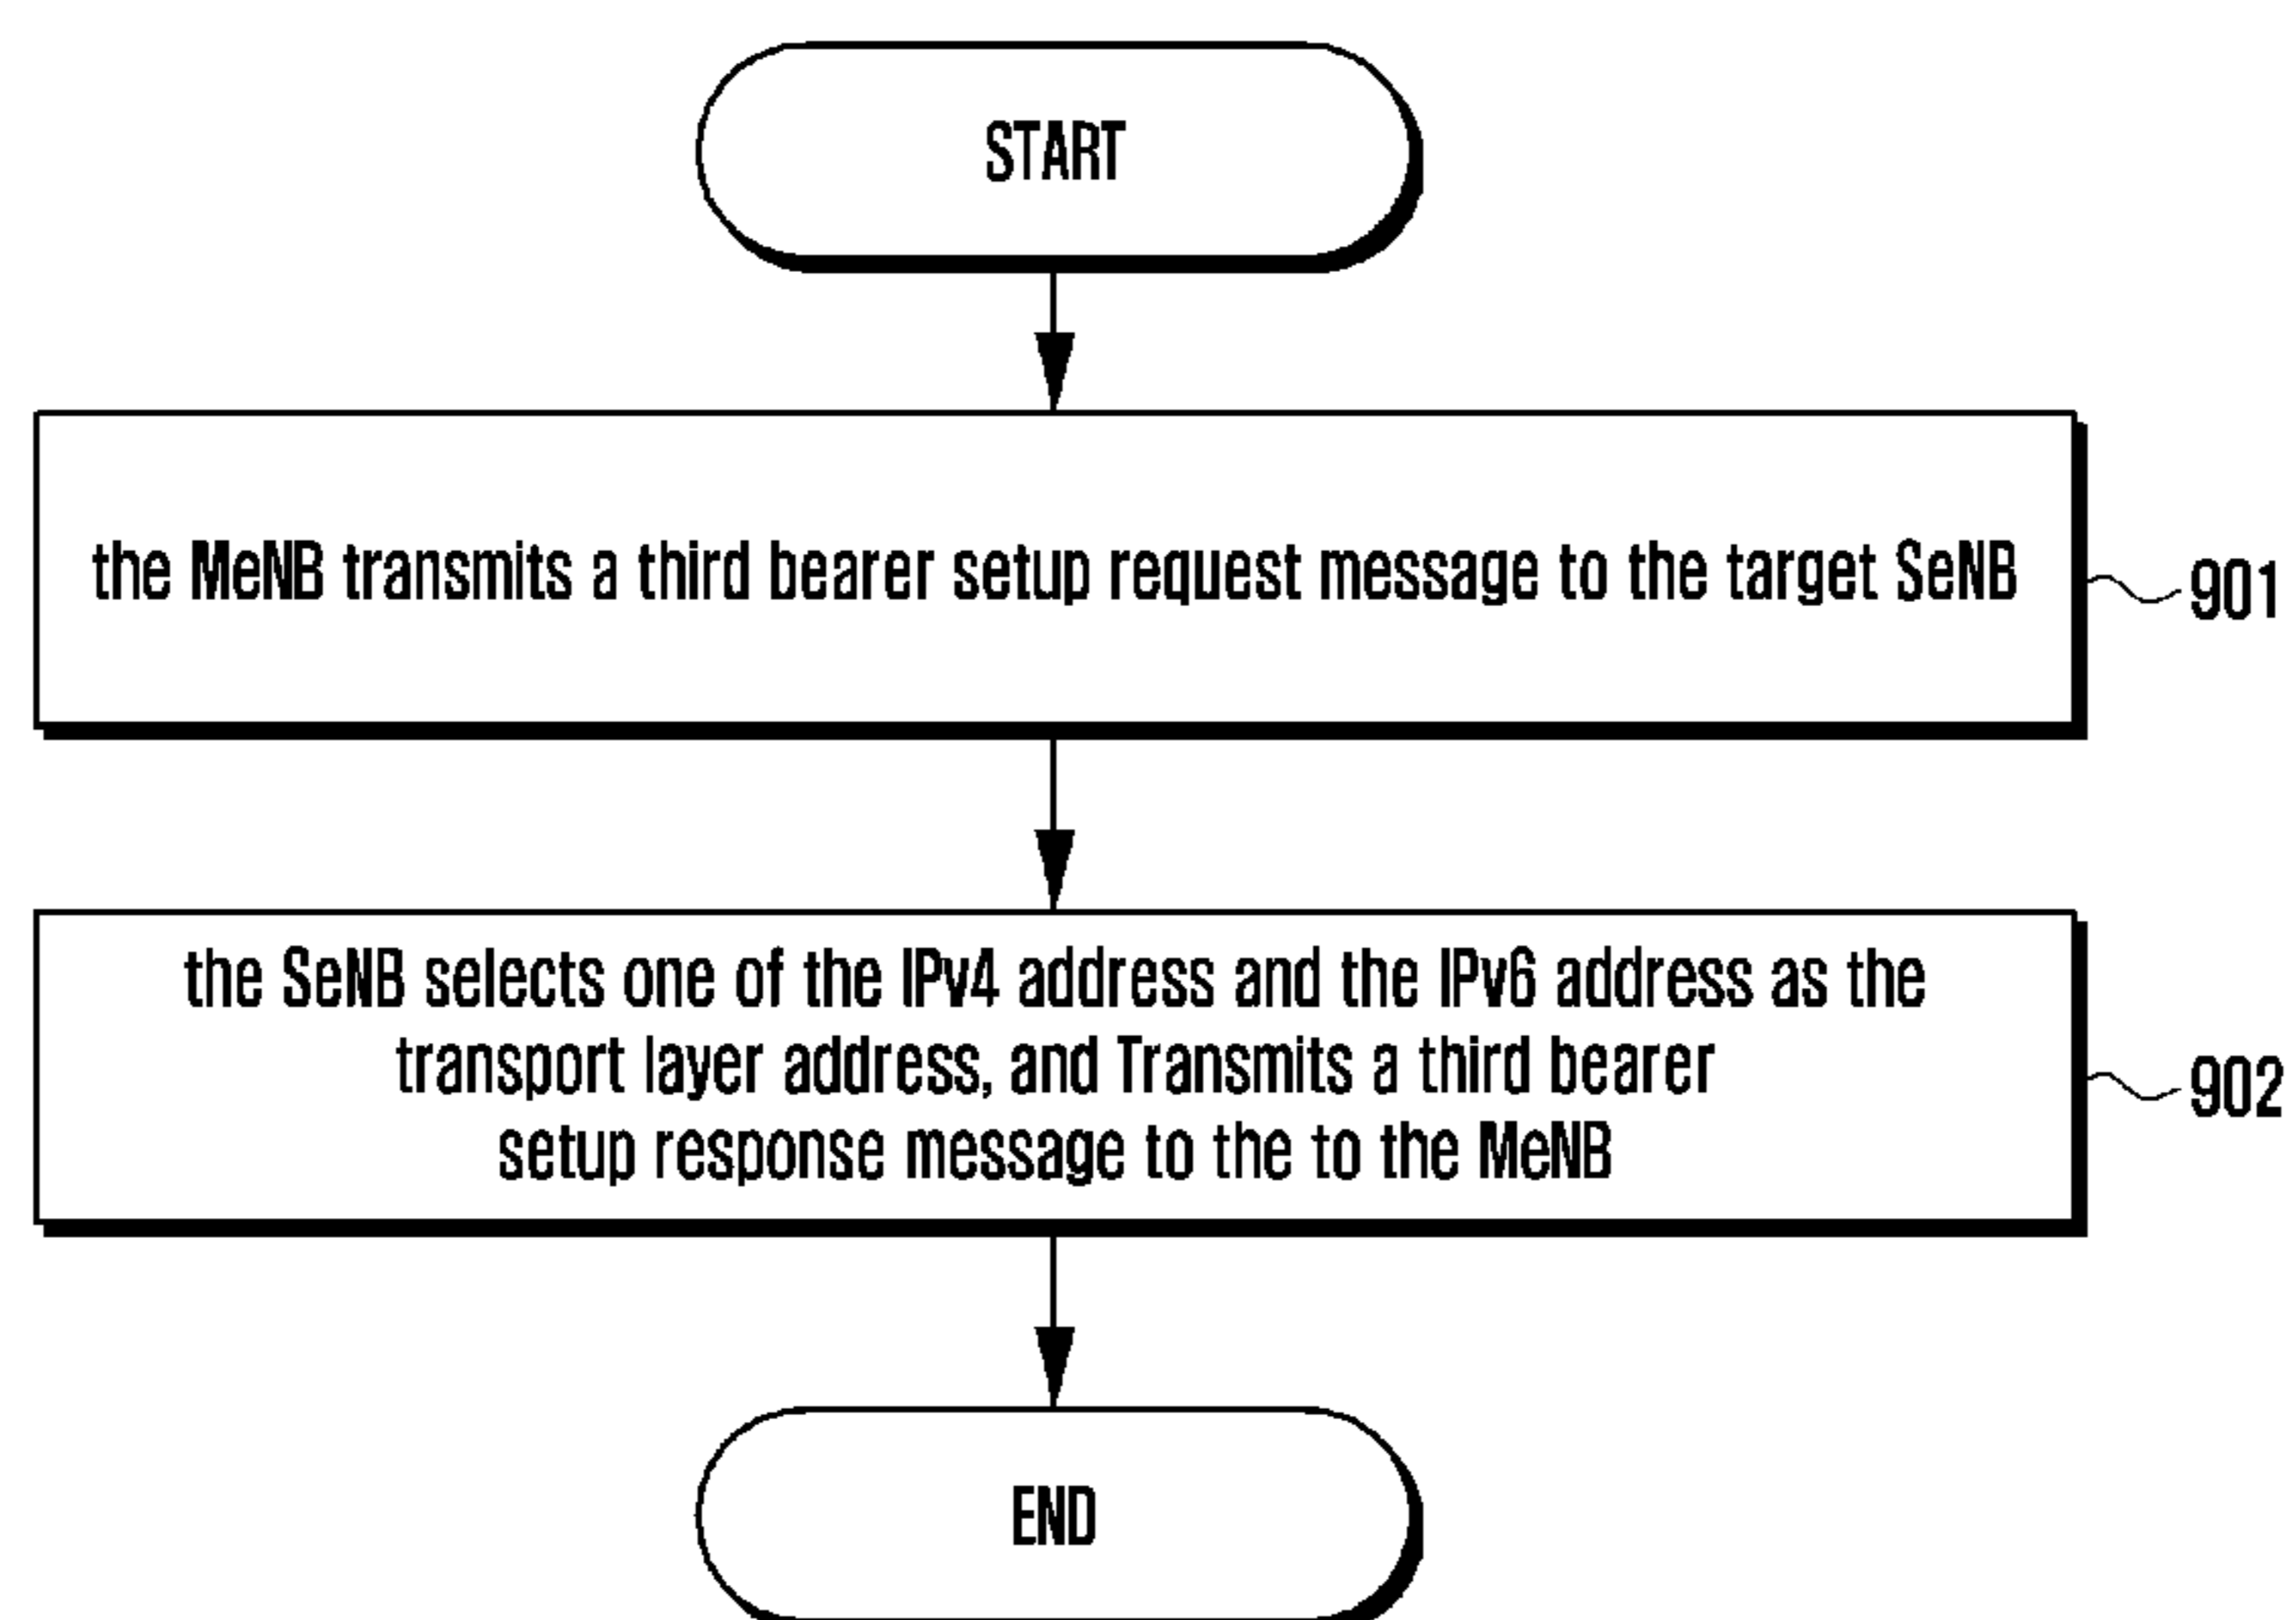 START
the MeNB transmits a third bearer setup request message to the target SeNB
901
the SeNB selects one of the IPv4 address and the IPv6 address as the
transport layer address, and Transmits a third bearer
setup response message to the to the MeNB
902
END